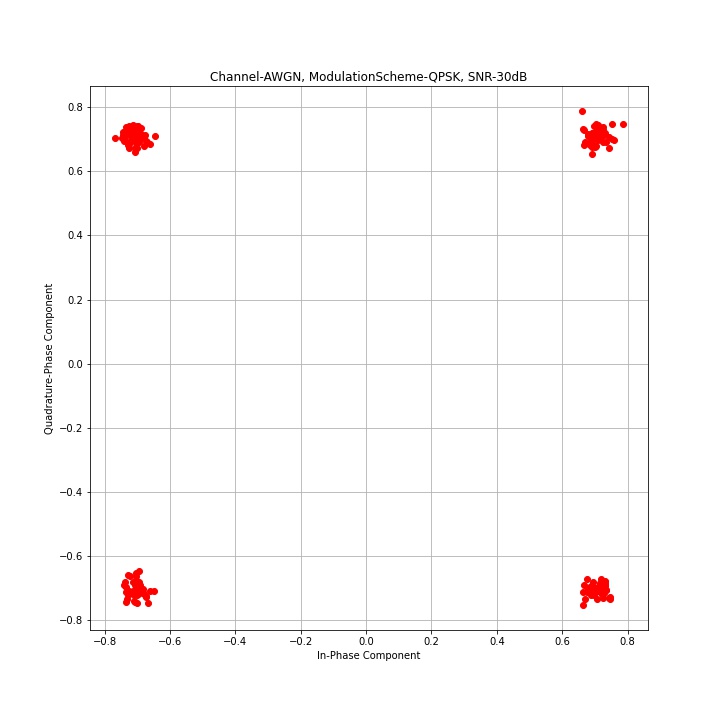 Channel-AWGN, ModulationScheme-QPSK, SNR-30dB
0.8
0.6
0.4
0.2
0.0
−0.2
−0.4
−0.6
−0.8
Quadrature-Phase Component
−0.8 −0.6 −0.4 −0.2 0.0 0.2 0.4 0.6 0.8
In-Phase Component